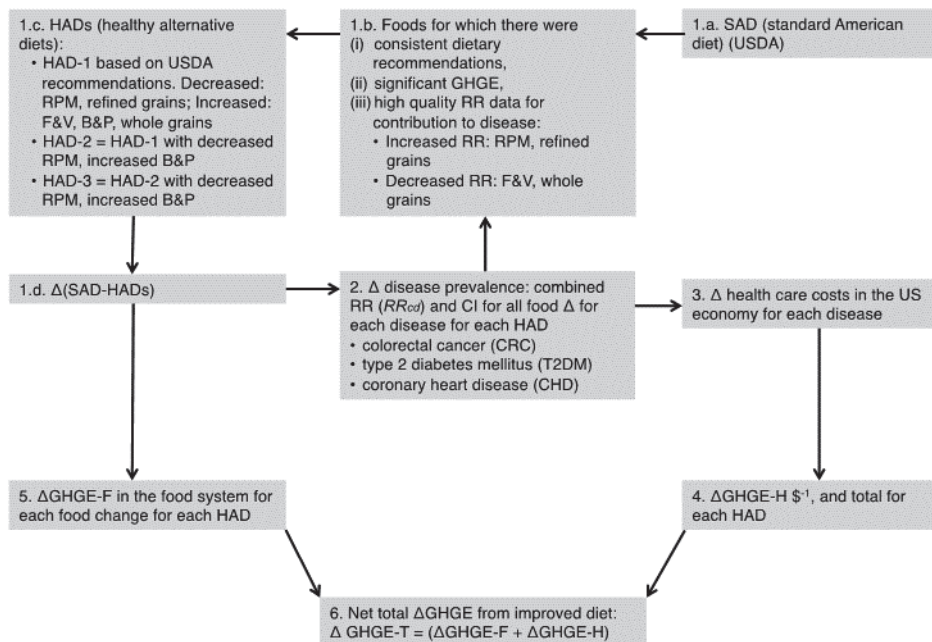 1.c. HADs (healthy alternative
diets):
• HAD-1 based on USDA
recommendations. Decreased:
RPM, refined grains; Increased:
F&V, B&P, whole grains
• HAD-2 = HAD-1 with decreased
RPM, increased B&P
• HAD-3 = HAD-2 with decreased
RPM, increased B&P
1.b. Foods for which there were
(i) consistent dietary
recommendations,
(ii) significant GHGE,
(iii) high quality RR data for
contribution to disease:
• Increased RR: RPM, refined
grains
• Decreased RR: F&V, whole
grains
1.a. SAD (standard American
diet) (USDA)
1.d. Δ(SAD-HADs)
2. Δ disease prevalence: combined
RR (RRcd) and CI for all food Δ for
each disease for each HAD
• colorectal cancer (CRC)
• type 2 diabetes mellitus (T2DM)
• coronary heart disease (CHD)
3. Δ health care costs in the US
economy for each disease
5. ΔGHGE-F in the food system for
each food change for each HAD
4. ΔGHGE-H $⁻¹, and total for
each HAD
6. Net total ΔGHGE from improved diet:
Δ GHGE-T = (ΔGHGE-F + ΔGHGE-H)